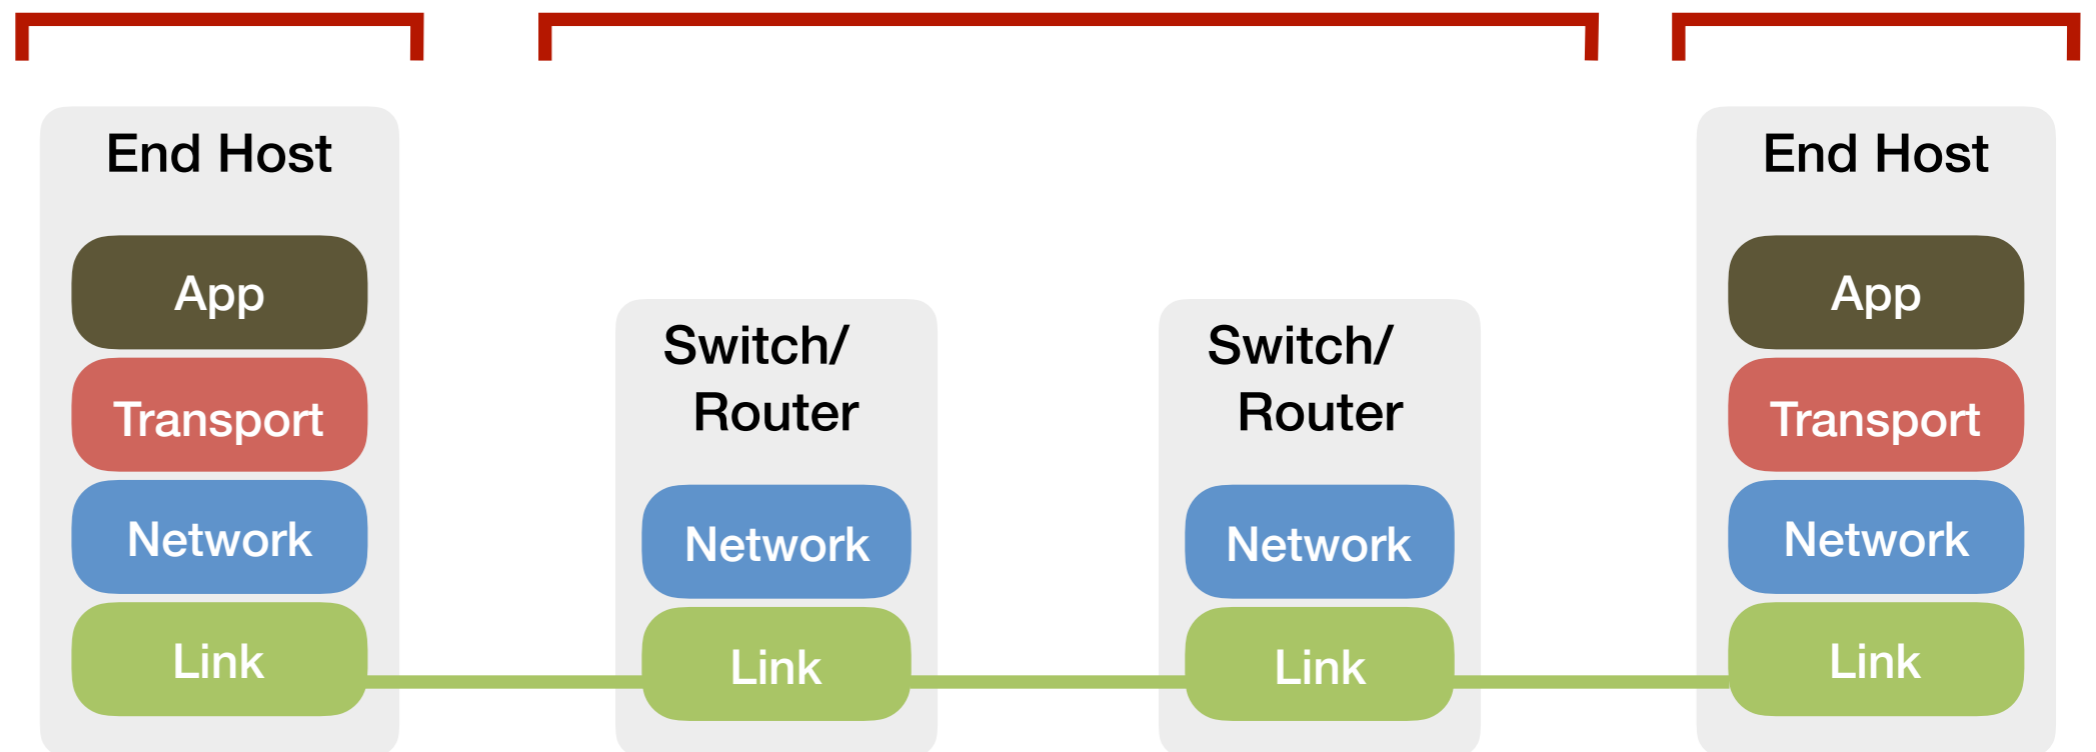 End Host
App
Transport
Network
Link
Switch/
Router
Network
Link
Switch/
Router
Network
Link
End Host
App
Transport
Network
Link